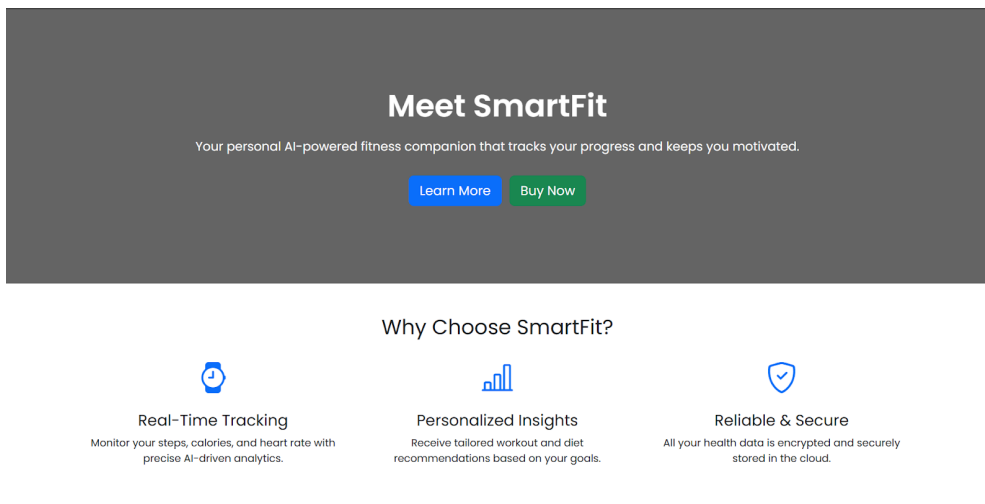 Meet SmartFit
Your personal AI-powered fitness companion that tracks your progress and keeps you motivated.
Learn More Buy Now
Why Choose SmartFit?
Real-Time Tracking
Monitor your steps, calories, and heart rate with
precise AI-driven analytics.
Personalized Insights
Receive tailored workout and diet
recommendations based on your goals.
Reliable & Secure
All your health data is encrypted and securely
stored in the cloud.